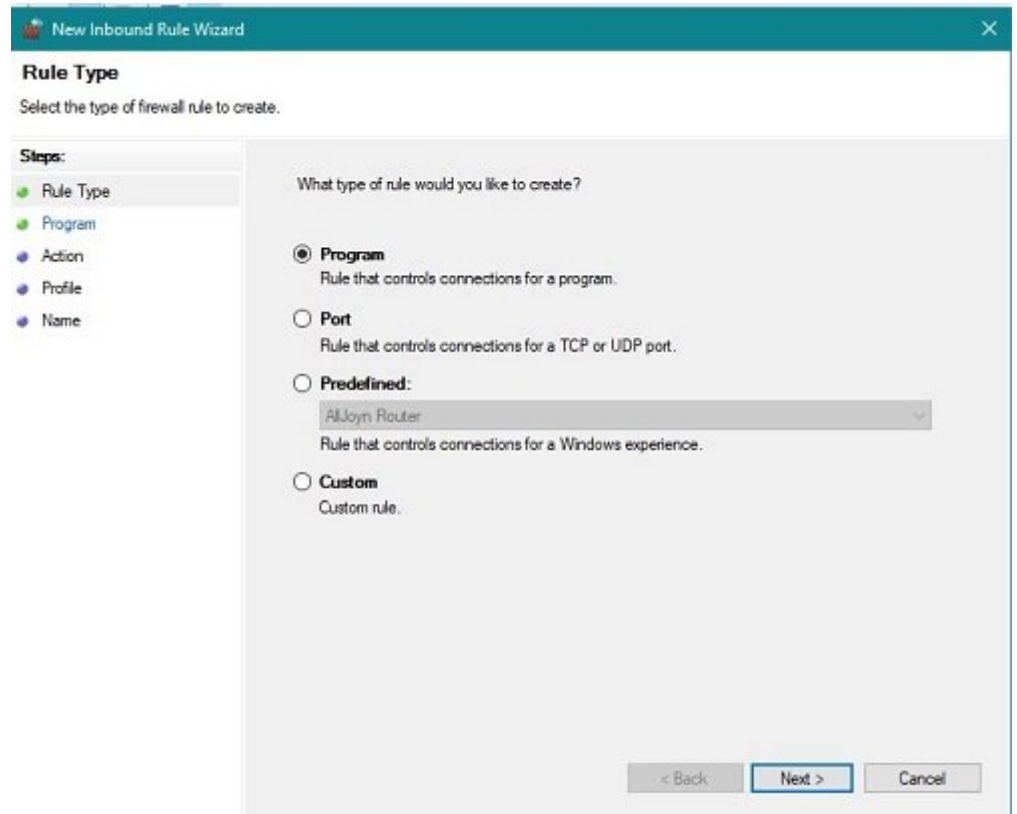 New Inbound Rule Wizard
Rule Type
Select the type of firewall rule to create.
Steps:
Rule Type
Program
Action
Profile
Name
What type of rule would you like to create?
Program
Rule that controls connections for a program.
Port
Rule that controls connections for a TCP or UDP port.
Predefined:
AllJoyn Router
Rule that controls connections for a Windows experience.
Custom
Custom rule.
< Back Next > Cancel